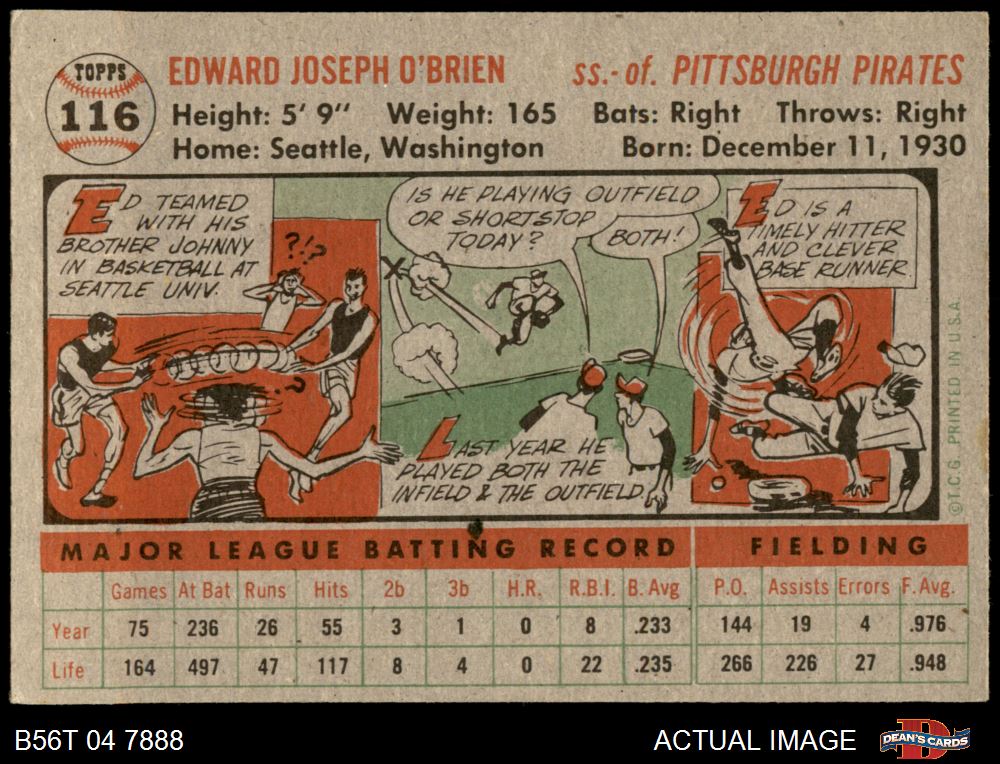 TOPPS
116
EDWARD JOSEPH O'BRIEN ss.-of. PITTSBURGH PIRATES
Height: 5' 9" Weight: 165 Bats: Right Throws: Right
Home: Seattle, Washington Born: December 11, 1930
ED TEAMED
WITH HIS
BROTHER JOHNNY
IN BASKETBALL AT
SEATTLE UNIV.
?!?
?
IS HE PLAYING OUTFIELD
OR SHORTSTOP
TODAY?
BOTH!
LAST YEAR HE
PLAYED BOTH THE
INFIELD & THE OUTFIELD.
ED IS A
TIMELY HITTER
AND CLEVER
BASE RUNNER.
©T.C.G. PRINTED IN U.S.A.
MAJOR LEAGUE BATTING RECORD FIELDING
Games At Bat Runs Hits 2b 3b H.R. R.B.I. B. Avg P.O. Assists Errors F. Avg.
Year 75 236 26 55 3 1 0 8 .233 144 19 4 .976
Life 164 497 47 117 8 4 0 22 .235 266 226 27 .948
B56T 04 7888 ACTUAL IMAGE DEAN'S CARDS